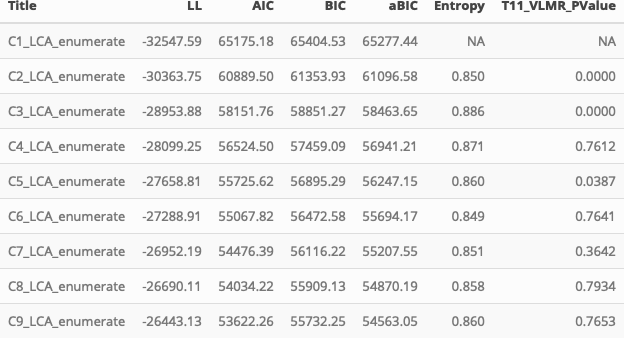 Title LL AIC BIC aBIC Entropy T11_VLMR_PValue
C1_LCA_enumerate -32547.59 65175.18 65404.53 65277.44 NA NA
C2_LCA_enumerate -30363.75 60889.50 61353.93 61096.58 0.850 0.0000
C3_LCA_enumerate -28953.88 58151.76 58851.27 58463.65 0.886 0.0000
C4_LCA_enumerate -28099.25 56524.50 57459.09 56941.21 0.871 0.7612
C5_LCA_enumerate -27658.81 55725.62 56895.29 56247.15 0.860 0.0387
C6_LCA_enumerate -27288.91 55067.82 56472.58 55694.17 0.849 0.7641
C7_LCA_enumerate -26952.19 54476.39 56116.22 55207.55 0.851 0.3642
C8_LCA_enumerate -26690.11 54034.22 55909.13 54870.19 0.858 0.7934
C9_LCA_enumerate -26443.13 53622.26 55732.25 54563.05 0.860 0.7653